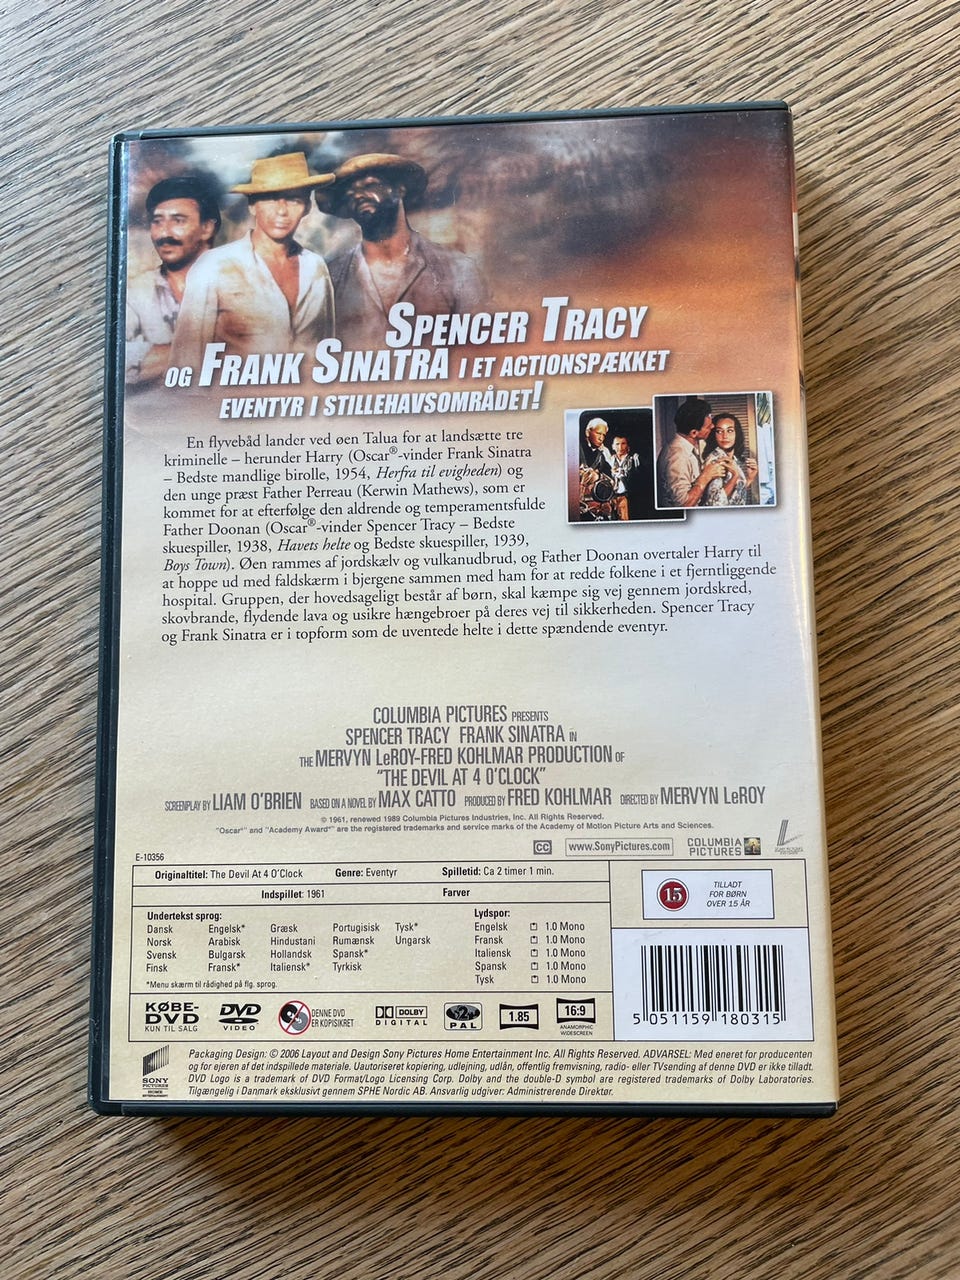 SPENCER TRACY
OG FRANK SINATRA I ET ACTIONSPÆKKET
EVENTYR I STILLEHAVSOMRÅDET!
En flyvebåd lander ved øen Talua for at landsætte tre
kriminelle – herunder Harry (Oscar®-vinder Frank Sinatra
– Bedste mandlige birolle, 1954, Herfra til evigheden) og
den unge præst Father Perreau (Kerwin Mathews), som er
kommet for at efterfølge den aldrende og temperamentsfulde
Father Doonan (Oscar®-vinder Spencer Tracy – Bedste
skuespiller, 1938, Havets helte og Bedste skuespiller, 1939,
Boys Town). Øen rammes af jordskælv og vulkanudbrud, og Father Doonan overtaler Harry til
at hoppe ud med faldskærm i bjergene sammen med ham for at redde folkene i et fjerntliggende
hospital. Gruppen, der hovedsageligt består af børn, skal kæmpe sig vej gennem jordskred,
skovbrande, flydende lava og usikre hængebroer på deres vej til sikkerheden. Spencer Tracy
og Frank Sinatra er i topform som de uventede helte i dette spændende eventyr.
COLUMBIA PICTURES PRESENTS
SPENCER TRACY FRANK SINATRA IN
THE MERVYN LeROY-FRED KOHLMAR PRODUCTION OF
"THE DEVIL AT 4 O'CLOCK"
SCREENPLAY BY LIAM O'BRIEN BASED ON A NOVEL BY MAX CATTO PRODUCED BY FRED KOHLMAR DIRECTED BY MERVYN LeROY
© 1961, renewed 1989 Columbia Pictures Industries, Inc. All Rights Reserved.
"Oscar®" and "Academy Award®" are the registered trademarks and service marks of the Academy of Motion Picture Arts and Sciences.
CC www.SonyPictures.com COLUMBIA PICTURES
E-10356
Originaltitel: The Devil At 4 O'Clock Genre: Eventyr Spilletid: Ca 2 timer 1 min.
Indspillet: 1961 Farver
Undertekst sprog:
Dansk Engelsk* Græsk Portugisisk Tysk*
Norsk Arabisk Hindustani Rumænsk Ungarsk
Svensk Bulgarsk Hollandsk Spansk*
Finsk Fransk* Italiensk* Tyrkisk
*Menu skærm til rådighed på flg. sprog.
Lydspor:
Engelsk 1.0 Mono
Fransk 1.0 Mono
Italiensk 1.0 Mono
Spansk 1.0 Mono
Tysk 1.0 Mono
15 TILLADT
FOR BØRN
OVER 15 ÅR
5 051159 180315
KØBE-
DVD
KUN TIL SALG
DVD
VIDEO
DENNE DVD
ER KOPISIKRET
DOLBY
DIGITAL
2
PAL
1.85
16:9
ANAMORPHIC
WIDESCREEN
SONY
PICTURES
HOME
ENTERTAINMENT
Packaging Design: © 2006 Layout and Design Sony Pictures Home Entertainment Inc. All Rights Reserved. ADVARSEL: Med eneret for producenten
og for ejeren af det indspillede materiale. Uautoriseret kopiering, udlejning, udlån, offentlig fremvisning, radio- eller TVsending af denne DVD er ikke tilladt.
DVD Logo is a trademark of DVD Format/Logo Licensing Corp. Dolby and the double-D symbol are registered trademarks of Dolby Laboratories.
Tilgængelig i Danmark eksklusivt gennem SPHE Nordic AB. Ansvarlig udgiver: Administrerende Direktør.